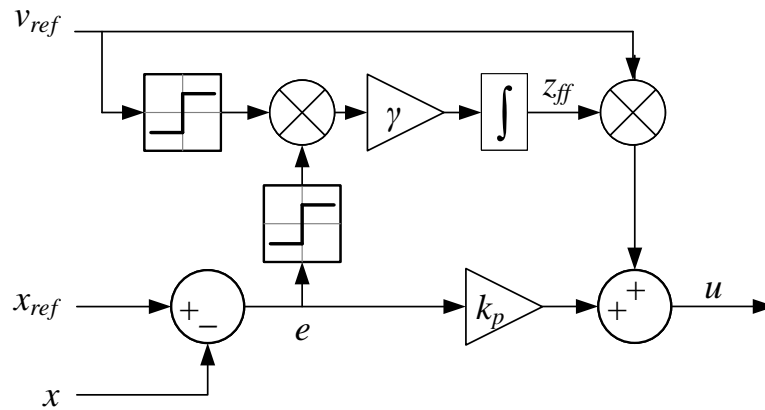 v_ref
γ
∫
z_ff
x_ref
+
−
e
k_p
+
+
u
x